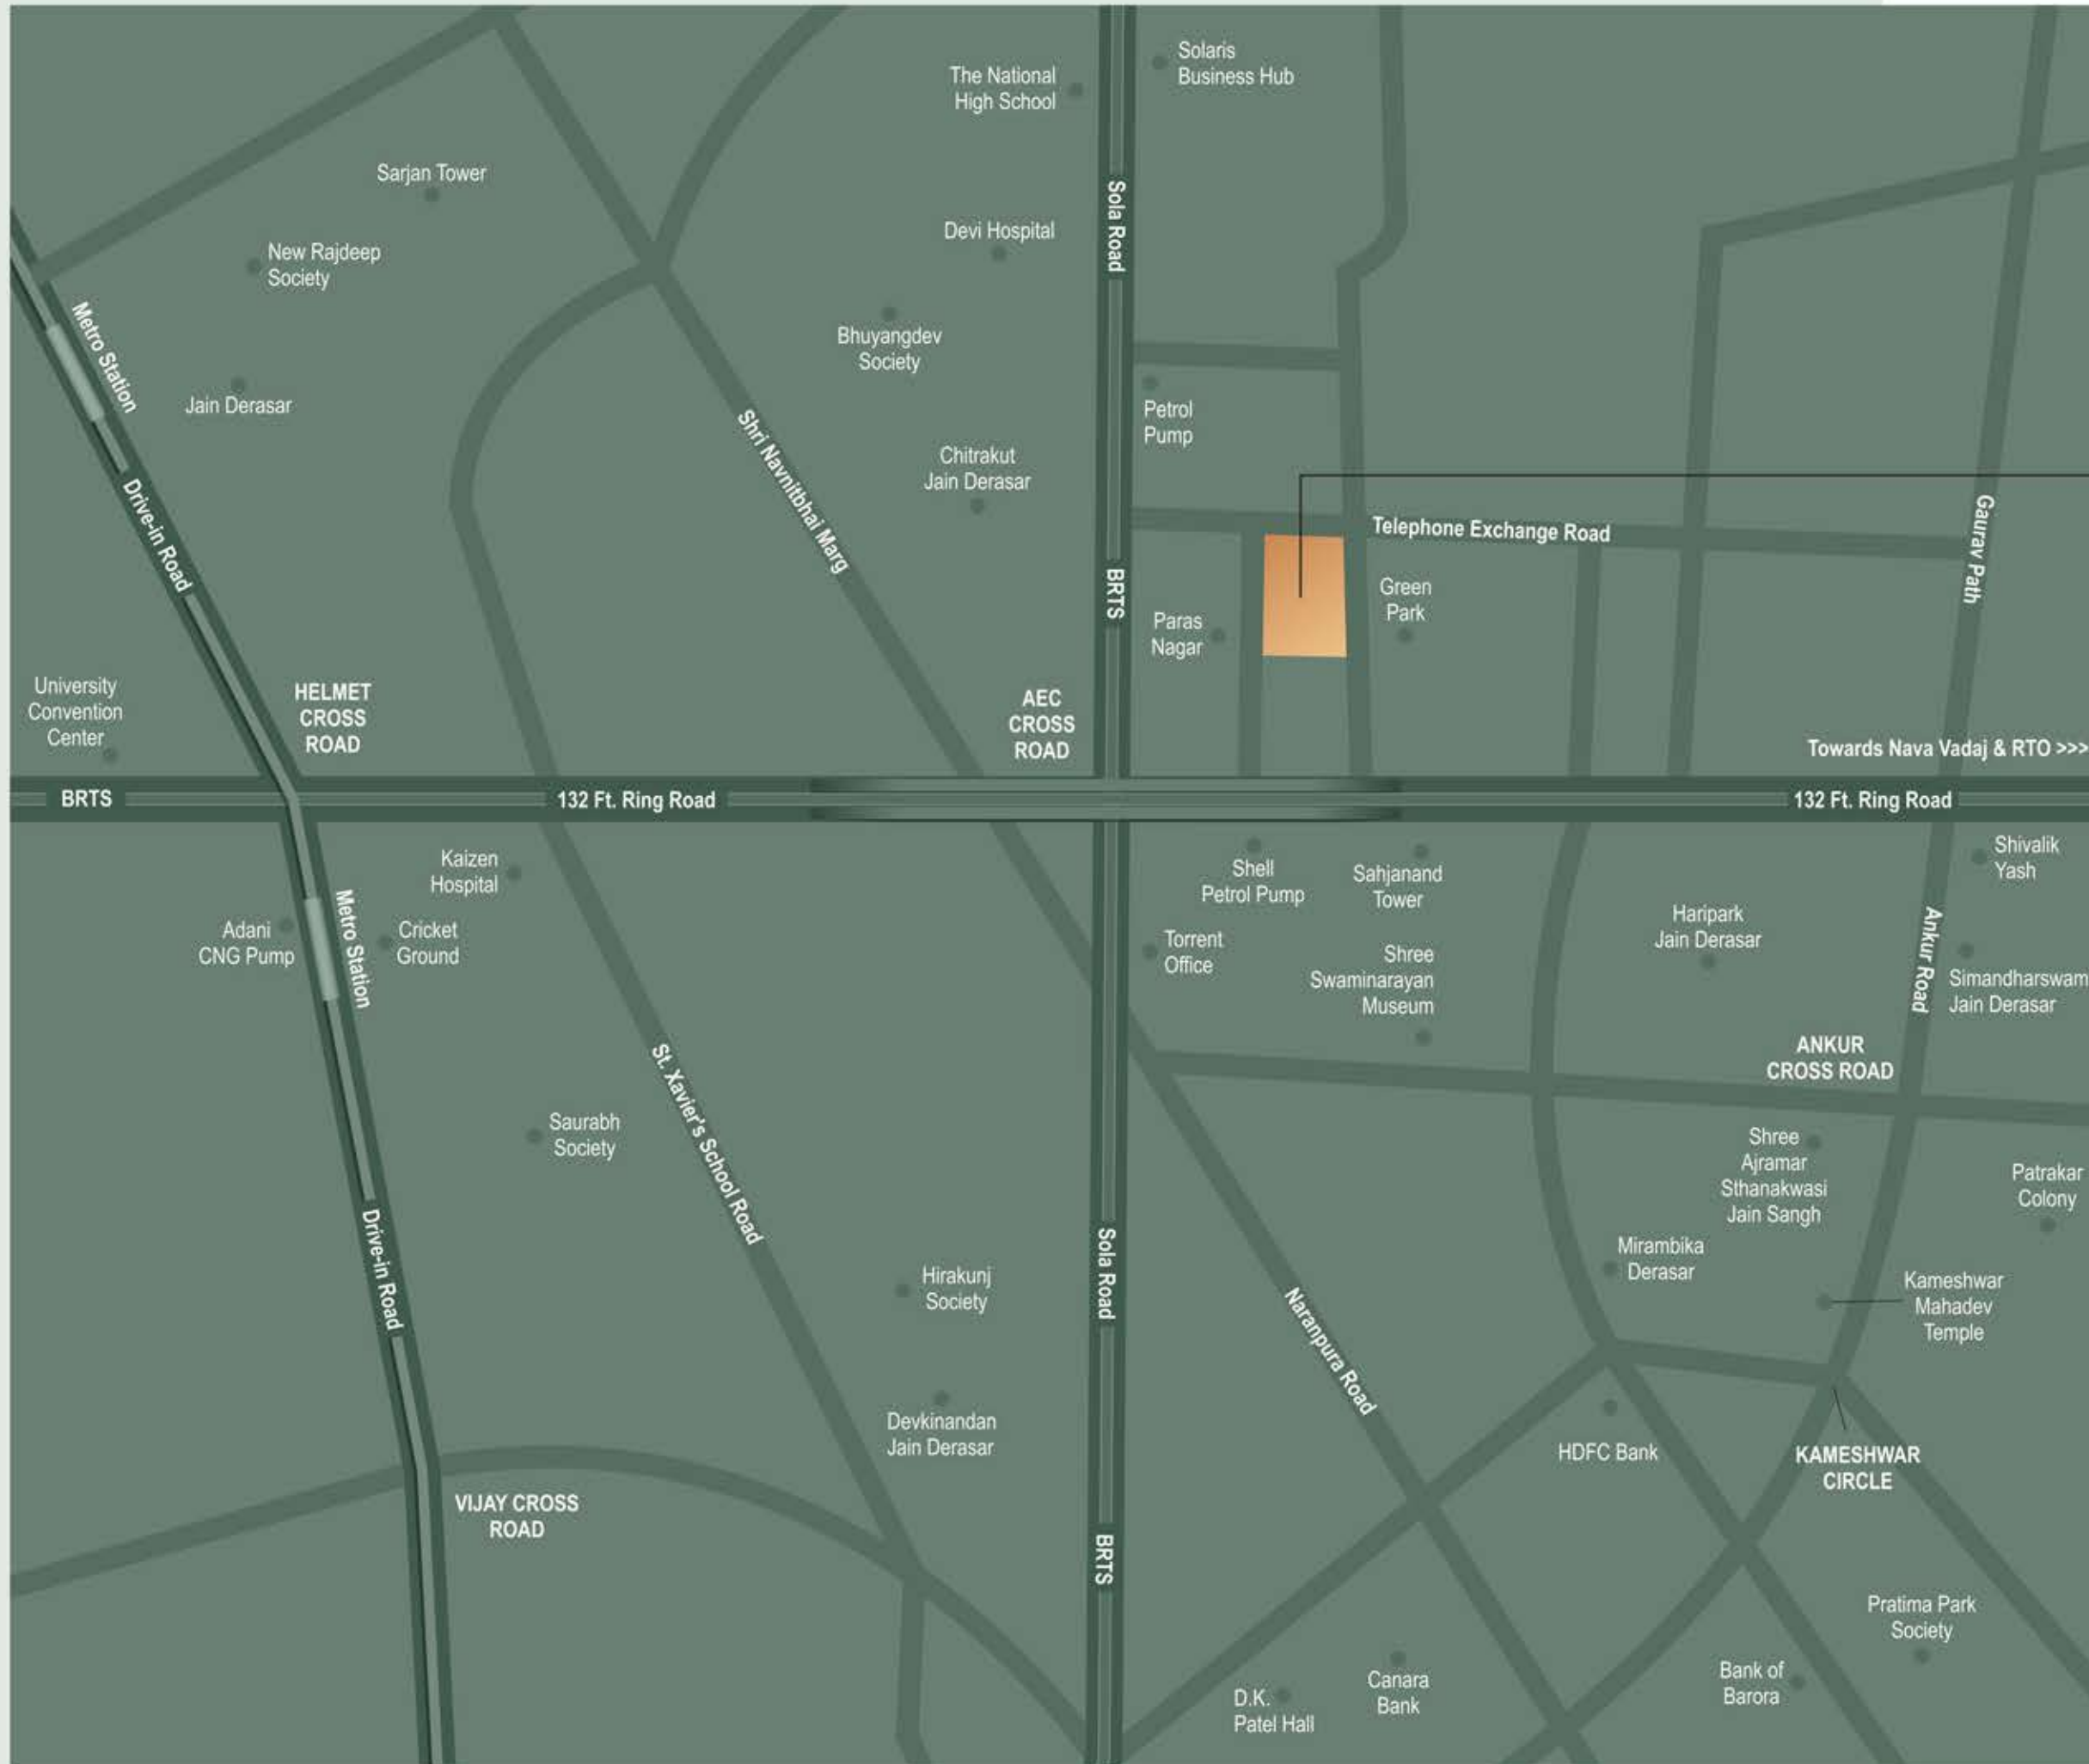 The National
High School
Solaris
Business Hub
Sarjan Tower
New Rajdeep
Society
Devi Hospital
Sola Road
Bhuyangdev
Society
Metro Station
Jain Derasar
Petrol
Pump
Shri Navnitbhai Marg
Chitrakut
Jain Derasar
Drive-in Road
Telephone Exchange Road
Gaurav Path
BRTS
Green
Park
Paras
Nagar
University
Convention
Center
HELMET
CROSS
ROAD
AEC
CROSS
ROAD
Towards Nava Vadaj & RTO >>>
BRTS
132 Ft. Ring Road
132 Ft. Ring Road
Kaizen
Hospital
Shell
Petrol Pump
Sahjanand
Tower
Shivalik
Yash
Adani
CNG Pump
Metro Station
Cricket
Ground
Torrent
Office
Shree
Swaminarayan
Museum
Haripark
Jain Derasar
Ankur Road
Simandharswam
Jain Derasar
ANKUR
CROSS ROAD
St. Xavier's School Road
Saurabh
Society
Shree
Ajramar
Sthanakwasi
Jain Sangh
Patrakar
Colony
Drive-in Road
Hirakunj
Society
Sola Road
Naranpura Road
Mirambika
Derasar
Kameshwar
Mahadev
Temple
Devkinandan
Jain Derasar
HDFC Bank
KAMESHWAR
CIRCLE
VIJAY CROSS
ROAD
BRTS
Pratima Park
Society
D.K.
Patel Hall
Canara
Bank
Bank of
Barora